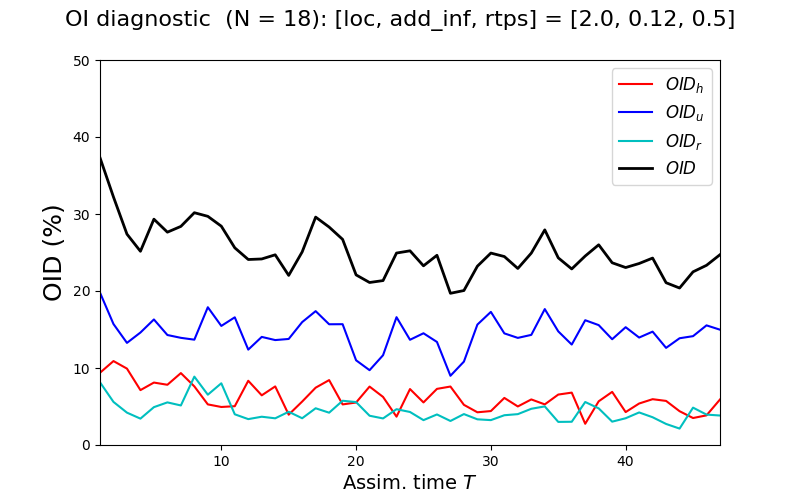 OI diagnostic (N = 18): [loc, add_inf, rtps] = [2.0, 0.12, 0.5]
50
40
30
20
10
0
OID (%)
OID_h
OID_u
OID_r
OID
10
20
30
40
Assim. time T